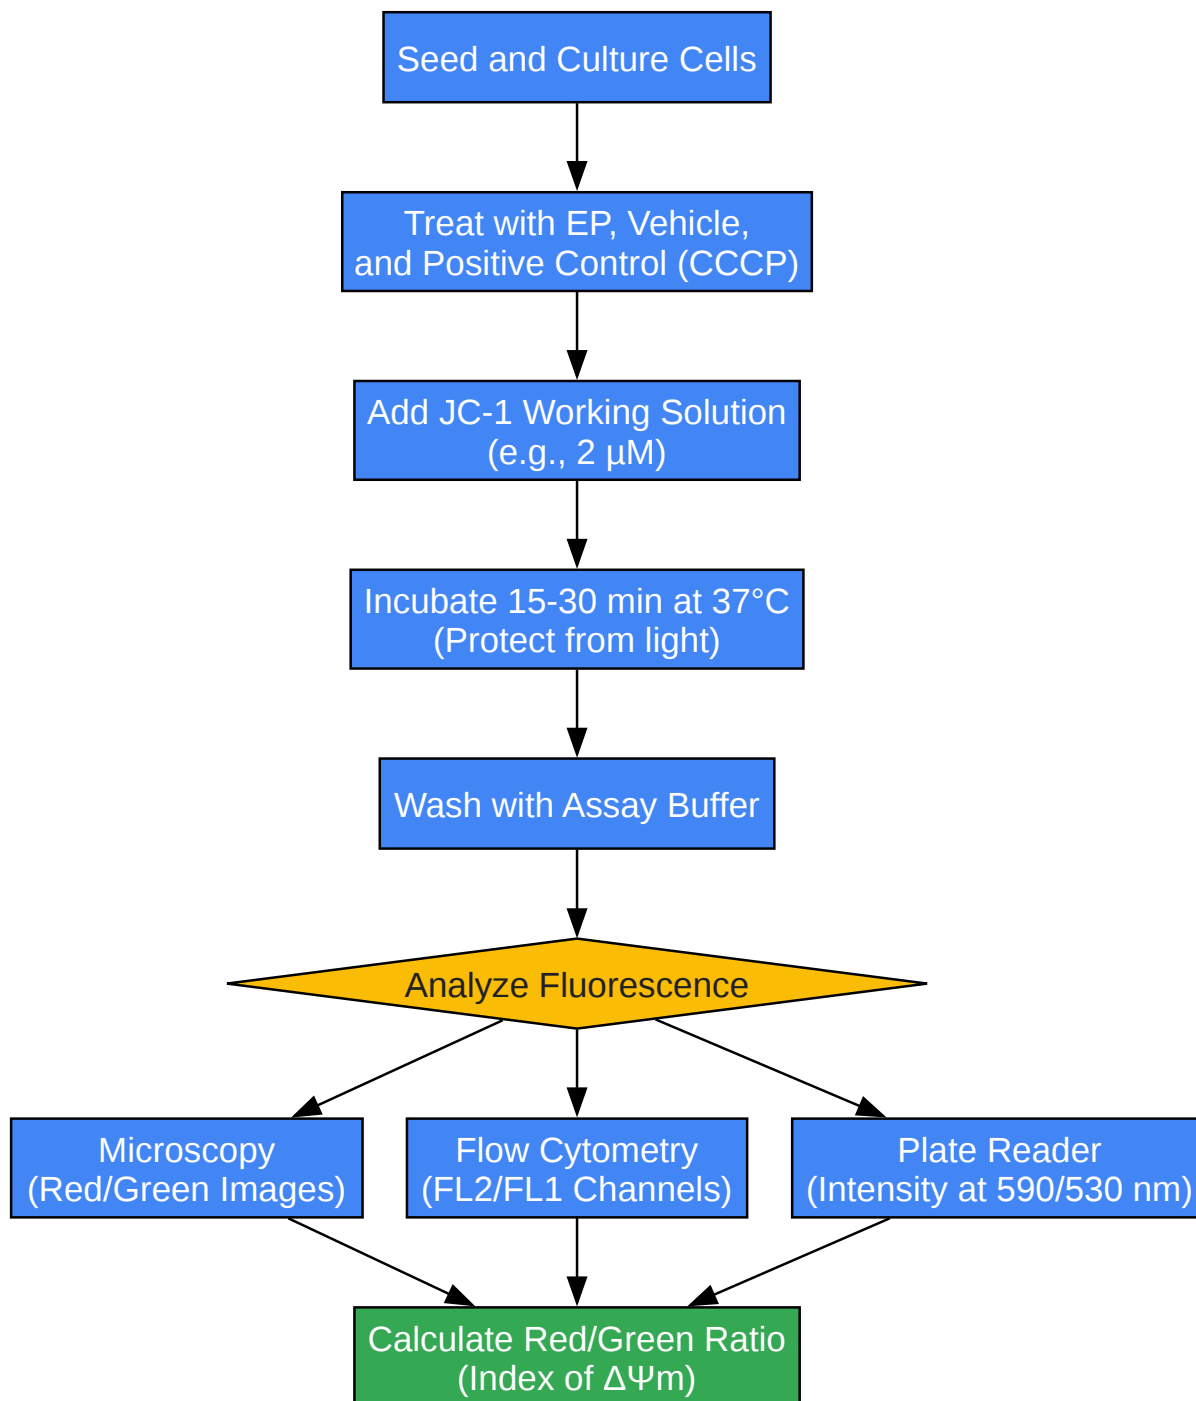 Seed and Culture Cells
Treat with EP, Vehicle,
and Positive Control (CCCP)
Add JC-1 Working Solution
(e.g., 2 µM)
Incubate 15-30 min at 37°C
(Protect from light)
Wash with Assay Buffer
Analyze Fluorescence
Microscopy
(Red/Green Images)
Flow Cytometry
(FL2/FL1 Channels)
Plate Reader
(Intensity at 590/530 nm)
Calculate Red/Green Ratio
(Index of ΔΨm)